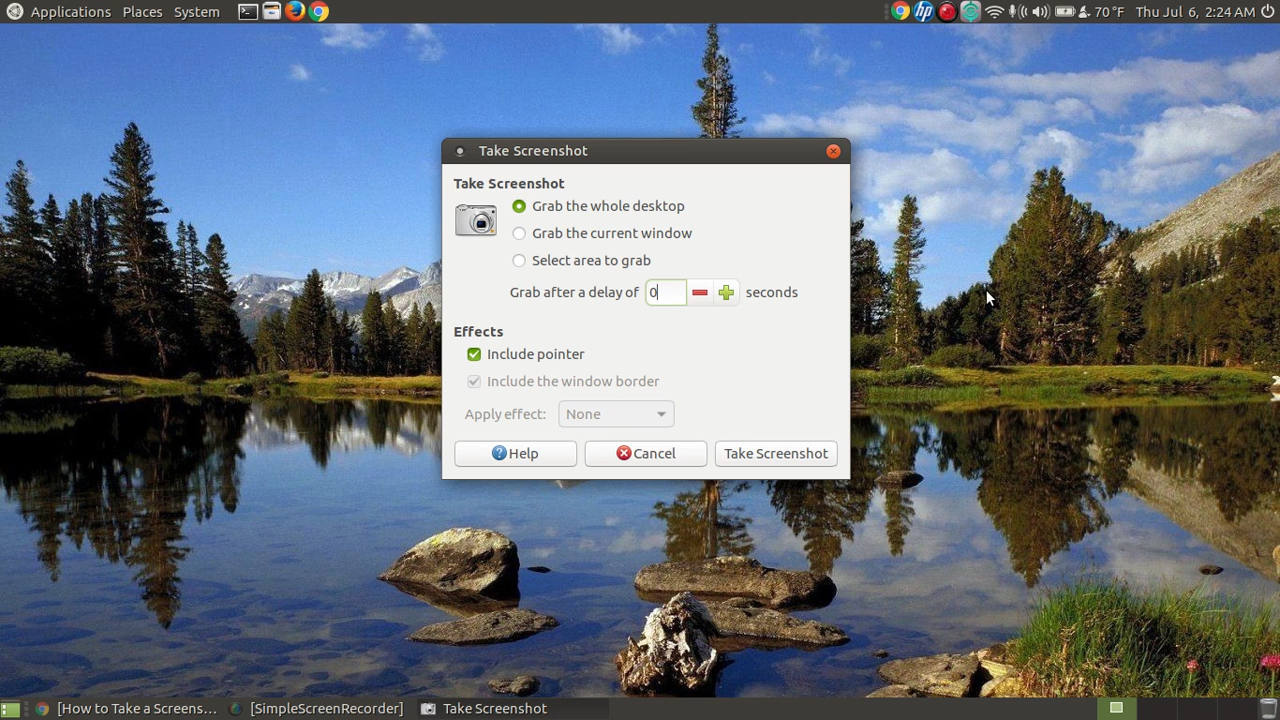 Applications Places System
hp 70 °F Thu Jul 6, 2:24 AM
Take Screenshot
Take Screenshot
Grab the whole desktop
Grab the current window
Select area to grab
Grab after a delay of 0 seconds
Effects
Include pointer
Include the window border
Apply effect: None
Help Cancel Take Screenshot
[How to Take a Screens... [SimpleScreenRecorder] Take Screenshot